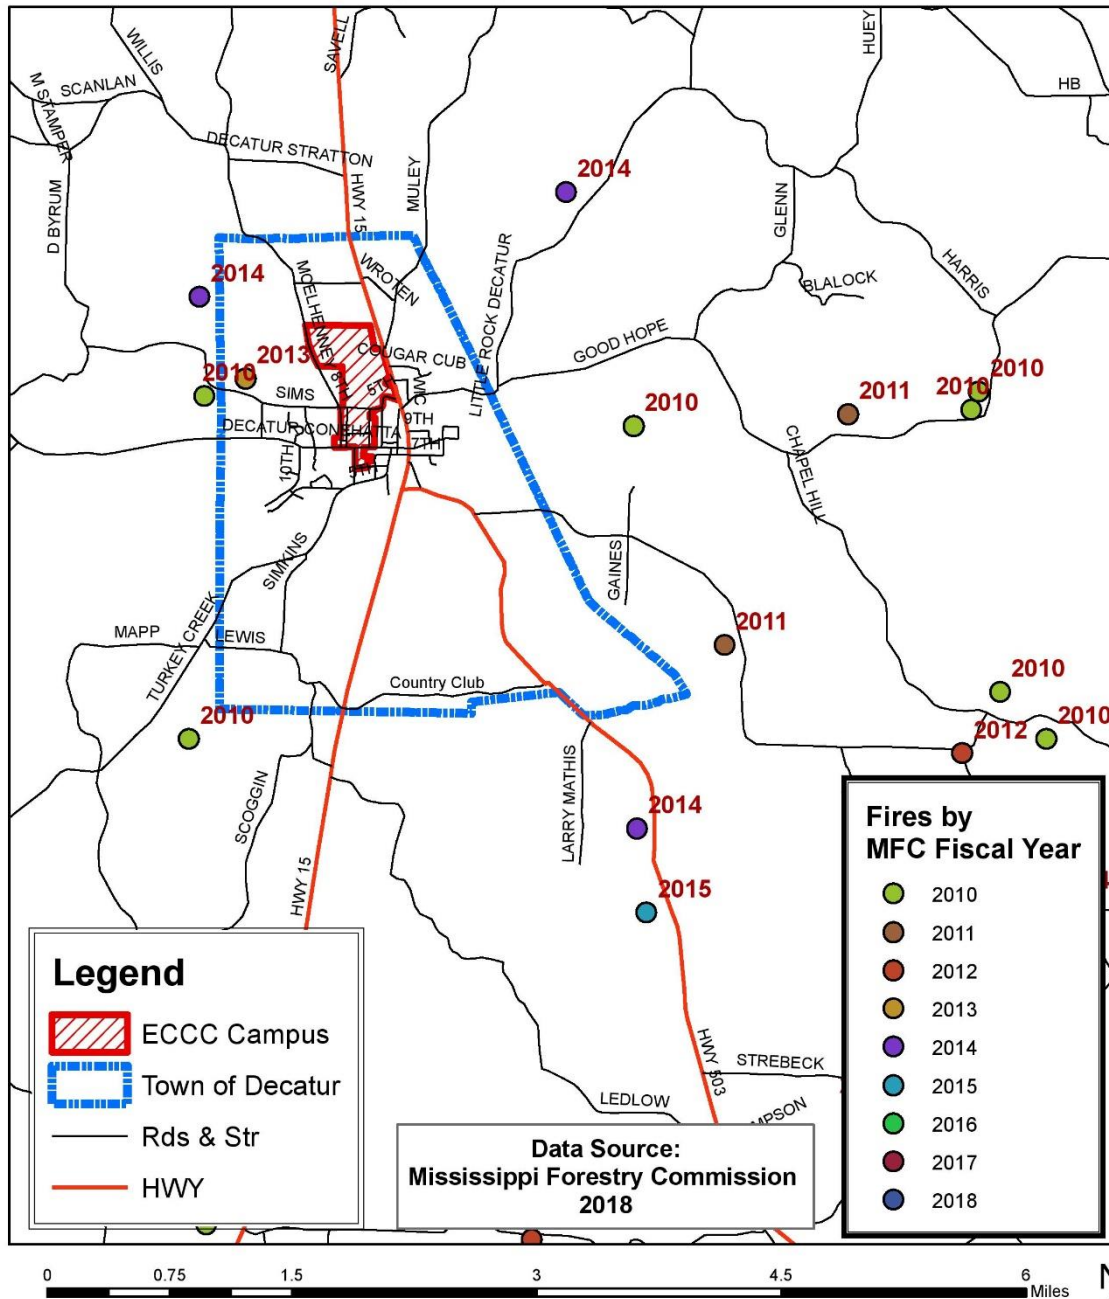 SAVELL
HUEY
WILLIS
SCANLAN
M STAMPER
HB
DECATUR STRATTON
HWY 15
MULEY
2014
D BYRUM
GLENN
2014
MOELHENNEY
WROTEN
LITTLE ROCK DECATUR
BLALOCK
HARRIS
GOOD HOPE
COUGAR CUB
2013
2010
SIMS
8TH
5TH
MIC
2010
2010
2011
2010
DECATUR CONEHATTA
9TH
7TH
10TH
CHAPEL HILL
SIMKINS
GAINES
MAPP
LEWIS
TURKEY CREEK
2011
Country Club
2010
2010
2010
2012
SCOGGIN
LARRY MATHIS
2014
HWY 15
2015
HWY 503
STREBECK
LEDLOW
MPSON
Fires by
MFC Fiscal Year
2010
2011
2012
2013
2014
2015
2016
2017
2018
Legend
ECCC Campus
Town of Decatur
Rds & Str
HWY
Data Source:
Mississippi Forestry Commission
2018
0 0.75 1.5 3 4.5 6
Miles
N